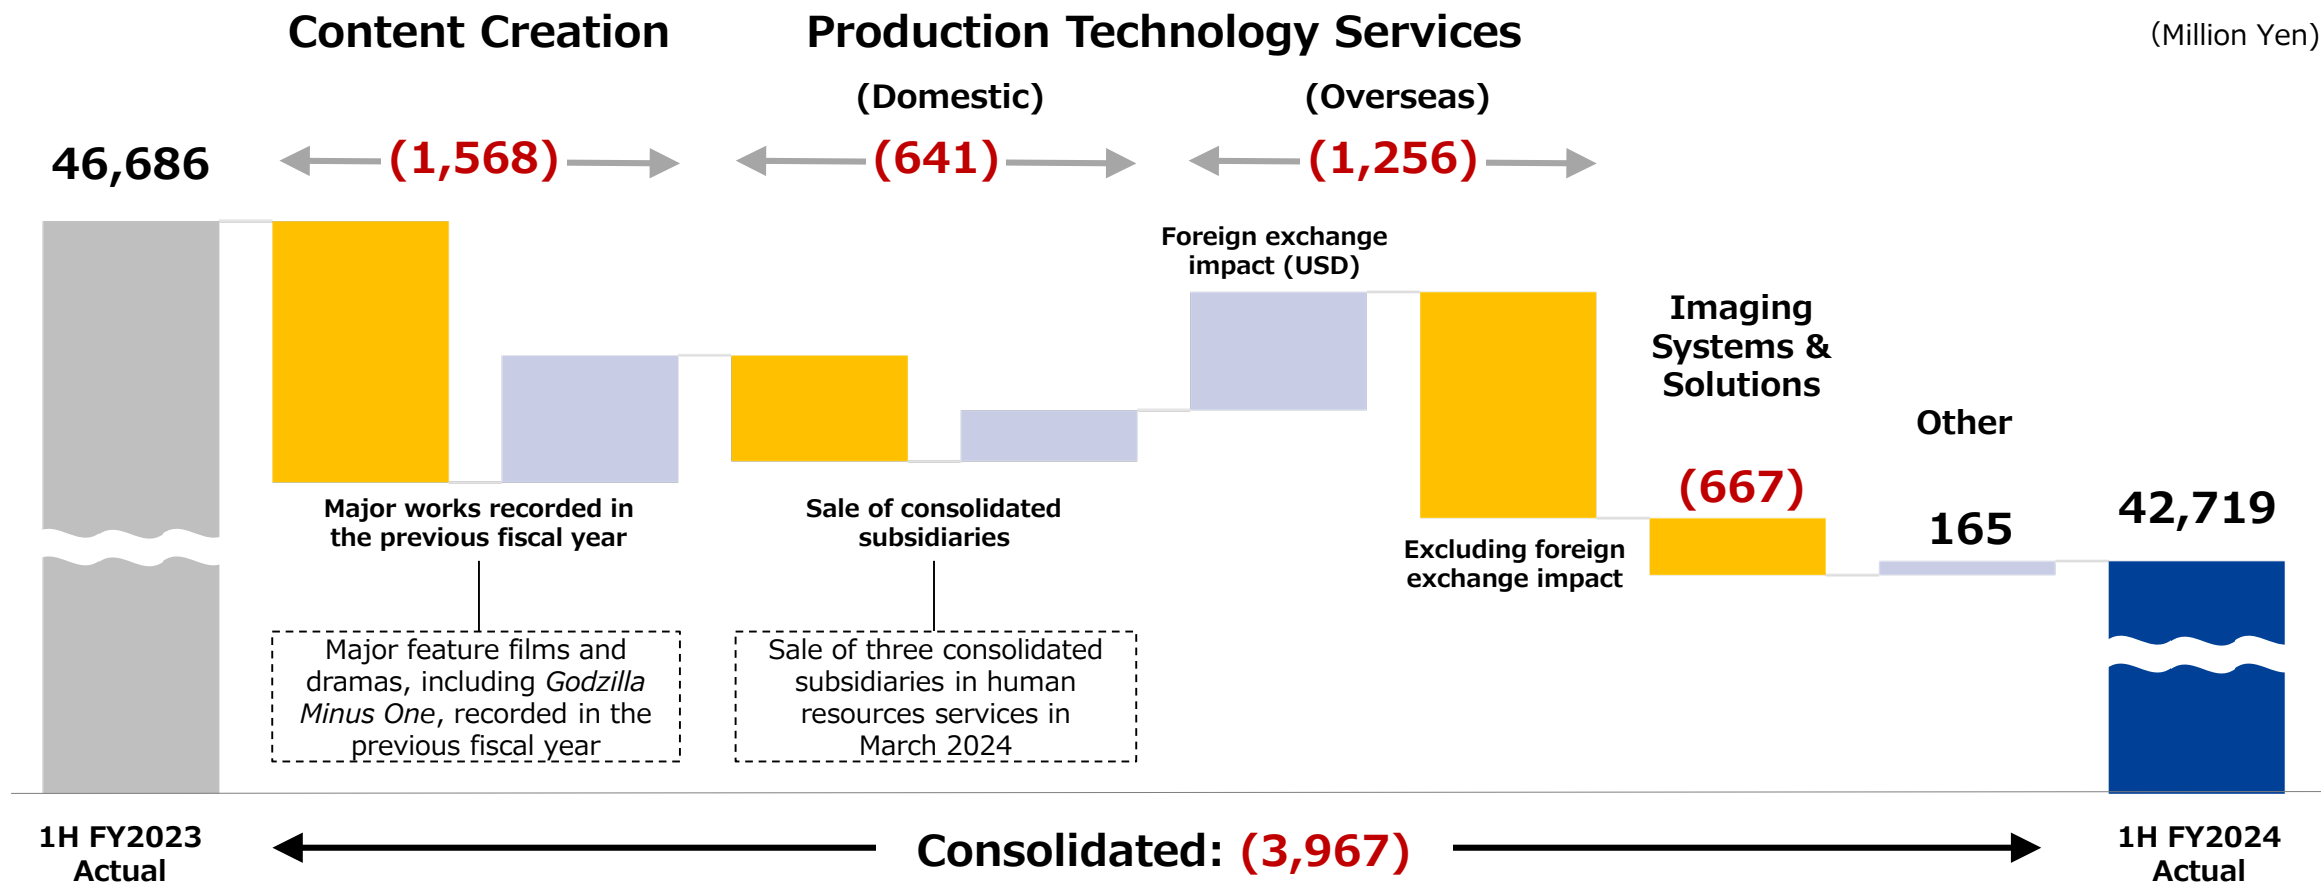 Content Creation
Production Technology Services
(Million Yen)
(Domestic)
(Overseas)
46,686
(1,568)
(641)
(1,256)
Foreign exchange
impact (USD)
Imaging
Systems &
Solutions
(667)
Other
165
42,719
Major works recorded in
the previous fiscal year
Sale of consolidated
subsidiaries
Excluding foreign
exchange impact
Major feature films and
dramas, including Godzilla
Minus One, recorded in the
previous fiscal year
Sale of three consolidated
subsidiaries in human
resources services in
March 2024
1H FY2023
Actual
Consolidated: (3,967)
1H FY2024
Actual